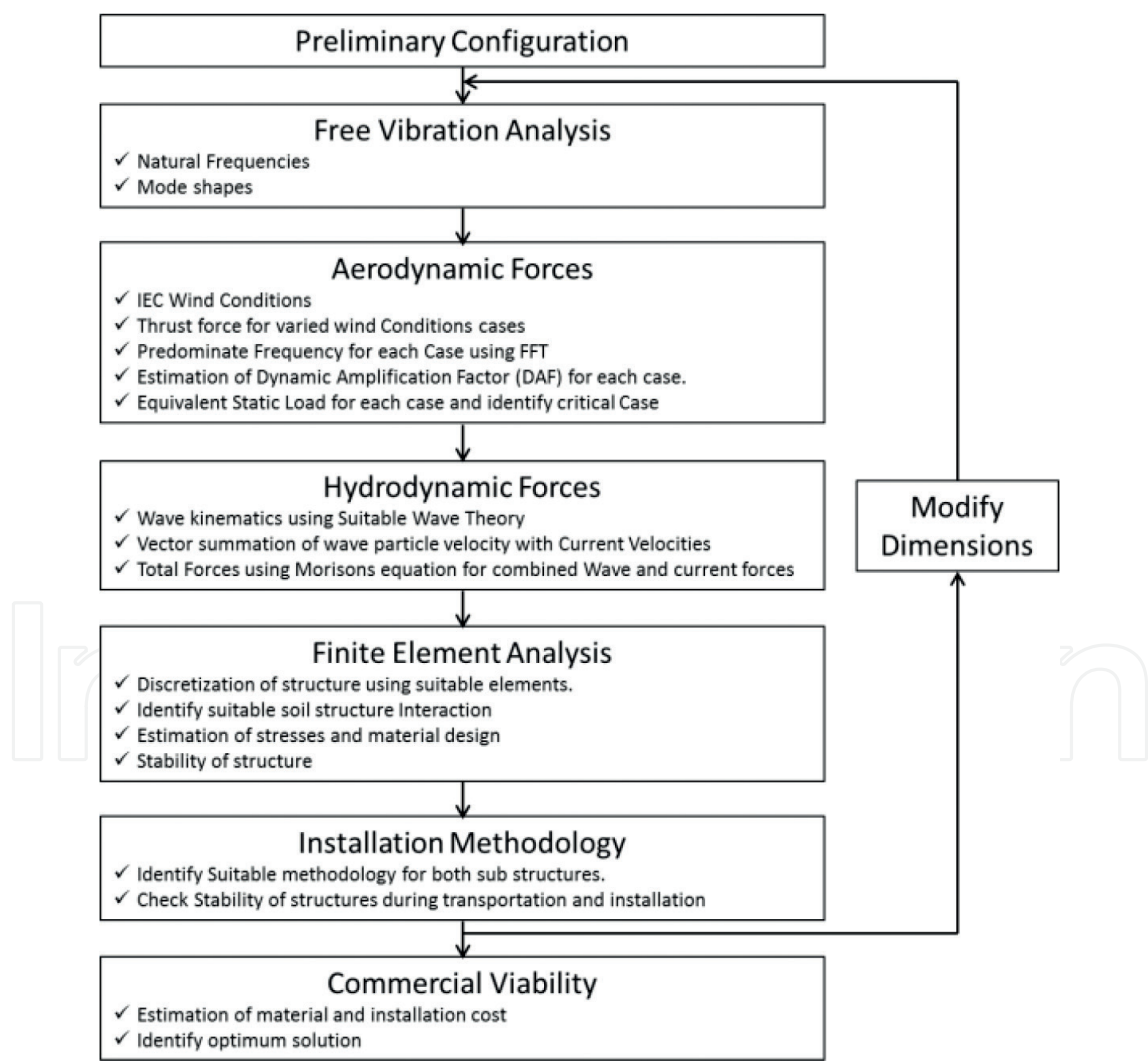 Preliminary Configuration
Free Vibration Analysis
✓ Natural Frequencies
✓ Mode shapes
Aerodynamic Forces
✓ IEC Wind Conditions
✓ Thrust force for varied wind Conditions cases
✓ Predominate Frequency for each Case using FFT
✓ Estimation of Dynamic Amplification Factor (DAF) for each case.
✓ Equivalent Static Load for each case and identify critical Case
Hydrodynamic Forces
✓ Wave kinematics using Suitable Wave Theory
✓ Vector summation of wave particle velocity with Current Velocities
✓ Total Forces using Morisons equation for combined Wave and current forces
Modify
Dimensions
Finite Element Analysis
✓ Discretization of structure using suitable elements.
✓ Identify suitable soil structure Interaction
✓ Estimation of stresses and material design
✓ Stability of structure
Installation Methodology
✓ Identify Suitable methodology for both sub structures.
✓ Check Stability of structures during transportation and installation
Commercial Viability
✓ Estimation of material and installation cost
✓ Identify optimum solution